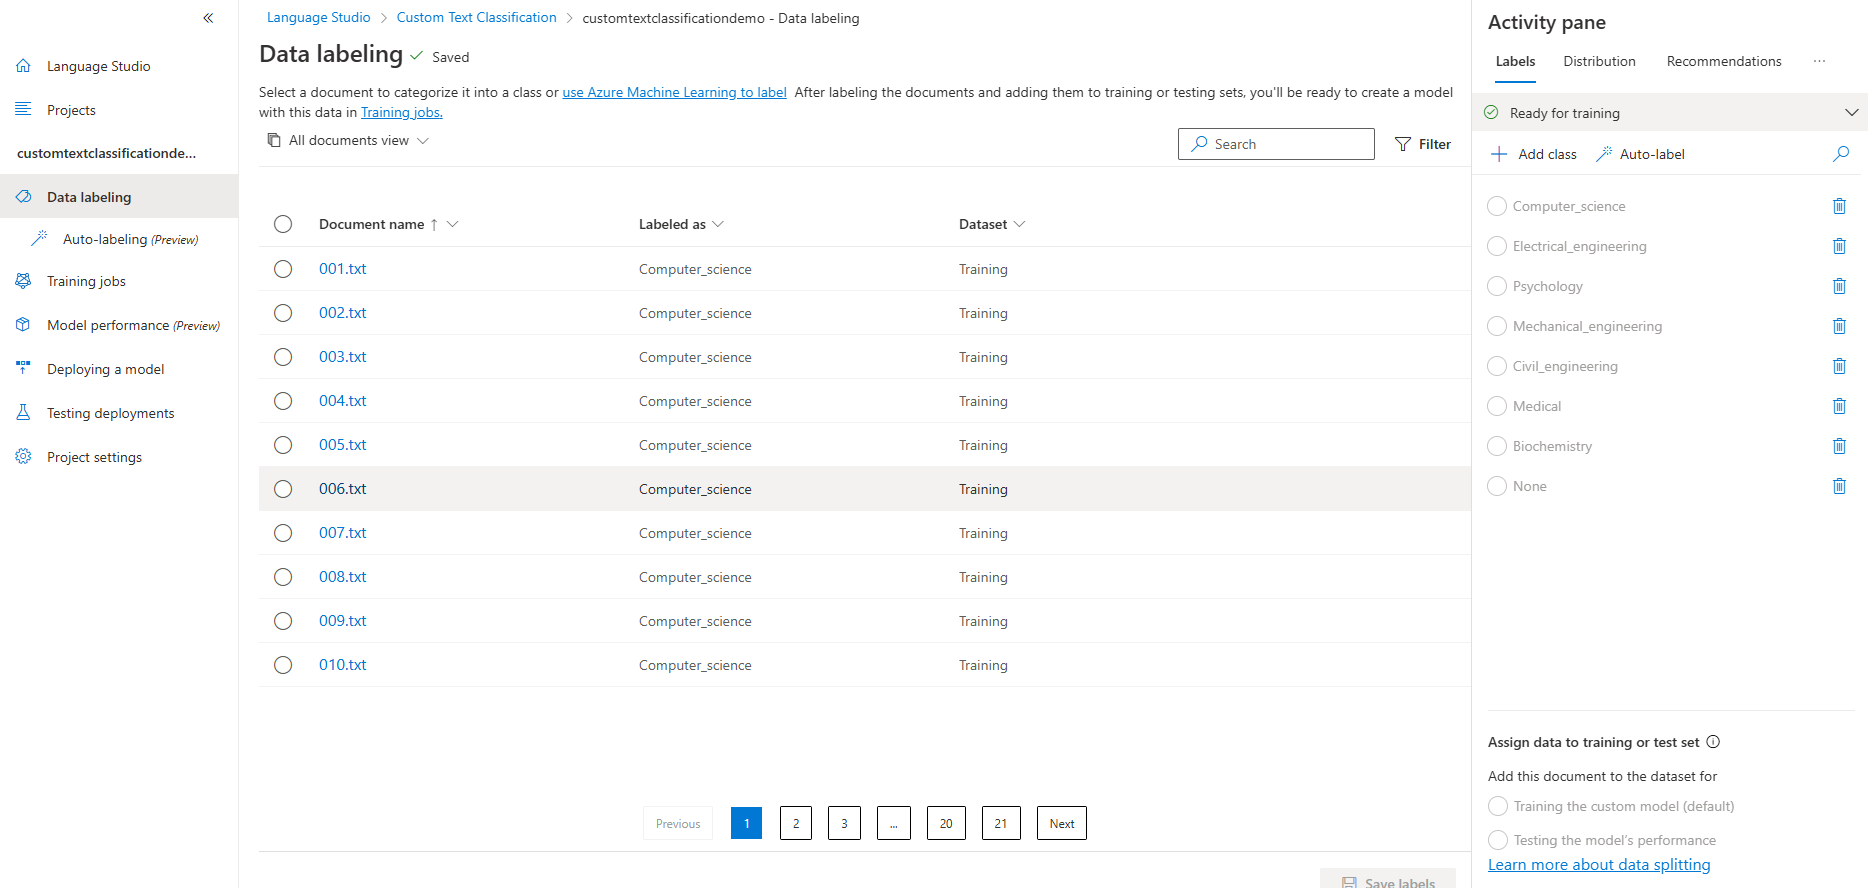 Language Studio
Projects
customtextclassificationde...
Data labeling
Auto-labeling (Preview)
Training jobs
Model performance (Preview)
Deploying a model
Testing deployments
Project settings
Language Studio > Custom Text Classification > customtextclassificationdemo - Data labeling
Data labeling Saved
Select a document to categorize it into a class or use Azure Machine Learning to label After labeling the documents and adding them to training or testing sets, you'll be ready to create a model
with this data in Training jobs.
All documents view
Search
Filter
Document name ↑ Labeled as Dataset
001.txt Computer_science Training
002.txt Computer_science Training
003.txt Computer_science Training
004.txt Computer_science Training
005.txt Computer_science Training
006.txt Computer_science Training
007.txt Computer_science Training
008.txt Computer_science Training
009.txt Computer_science Training
010.txt Computer_science Training
Previous 1 2 3 ... 20 21 Next
Save labels
Activity pane
Labels Distribution Recommendations ...
Ready for training
Add class Auto-label
Computer_science
Electrical_engineering
Psychology
Mechanical_engineering
Civil_engineering
Medical
Biochemistry
None
Assign data to training or test set
Add this document to the dataset for
Training the custom model (default)
Testing the model's performance
Learn more about data splitting